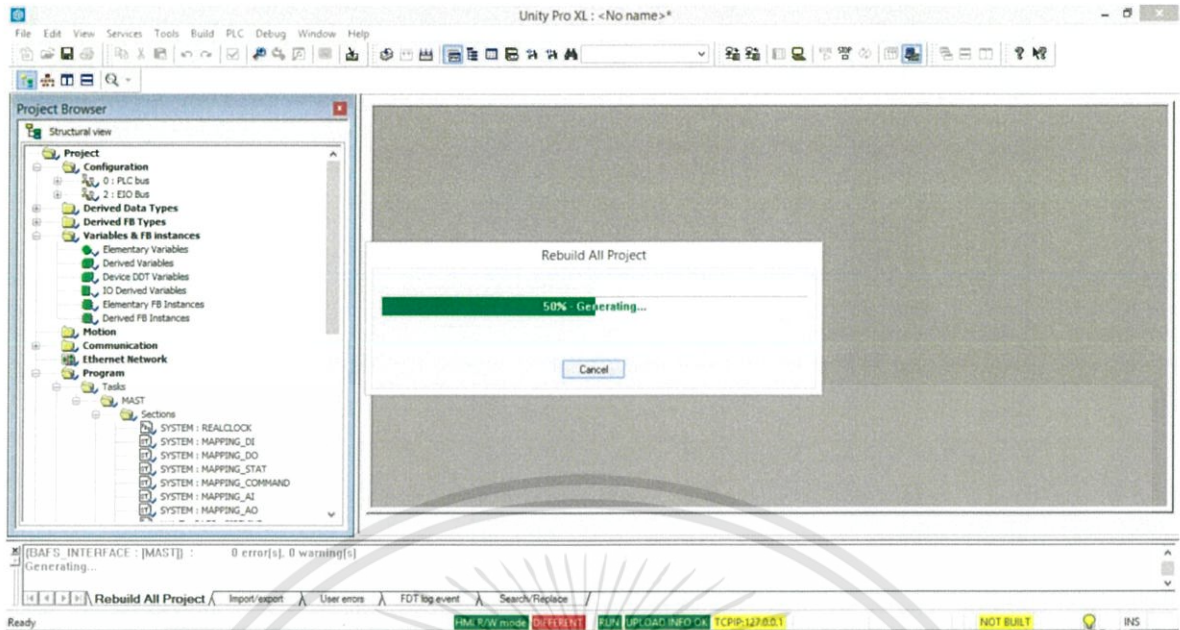 Unity Pro XL : <No name>*
File Edit View Services Tools Build PLC Debug Window Help
Project Browser
Structural view
Project
Configuration
0 : PLC bus
2 : EIO Bus
Derived Data Types
Derived FB Types
Variables & FB instances
Elementary Variables
Derived Variables
Device DDT Variables
IO Derived Variables
Elementary FB Instances
Derived FB Instances
Motion
Communication
Ethernet Network
Program
Tasks
MAST
Sections
SYSTEM : REALCLOCK
SYSTEM : MAPPING_DI
SYSTEM : MAPPING_DO
SYSTEM : MAPPING_STAT
SYSTEM : MAPPING_COMMAND
SYSTEM : MAPPING_AI
SYSTEM : MAPPING_AO
Rebuild All Project
50% - Generating...
Cancel
{BAFS_INTERFACE : [MAST]} : 0 error(s), 0 warning(s)
Generating...
Rebuild All Project Import/export User errors FDT log event Search/Replace
Ready HMI R/W mode DIFFERENT RUN UPLOAD INFO OK TCPIP:127.0.0.1 NOT BUILT INS